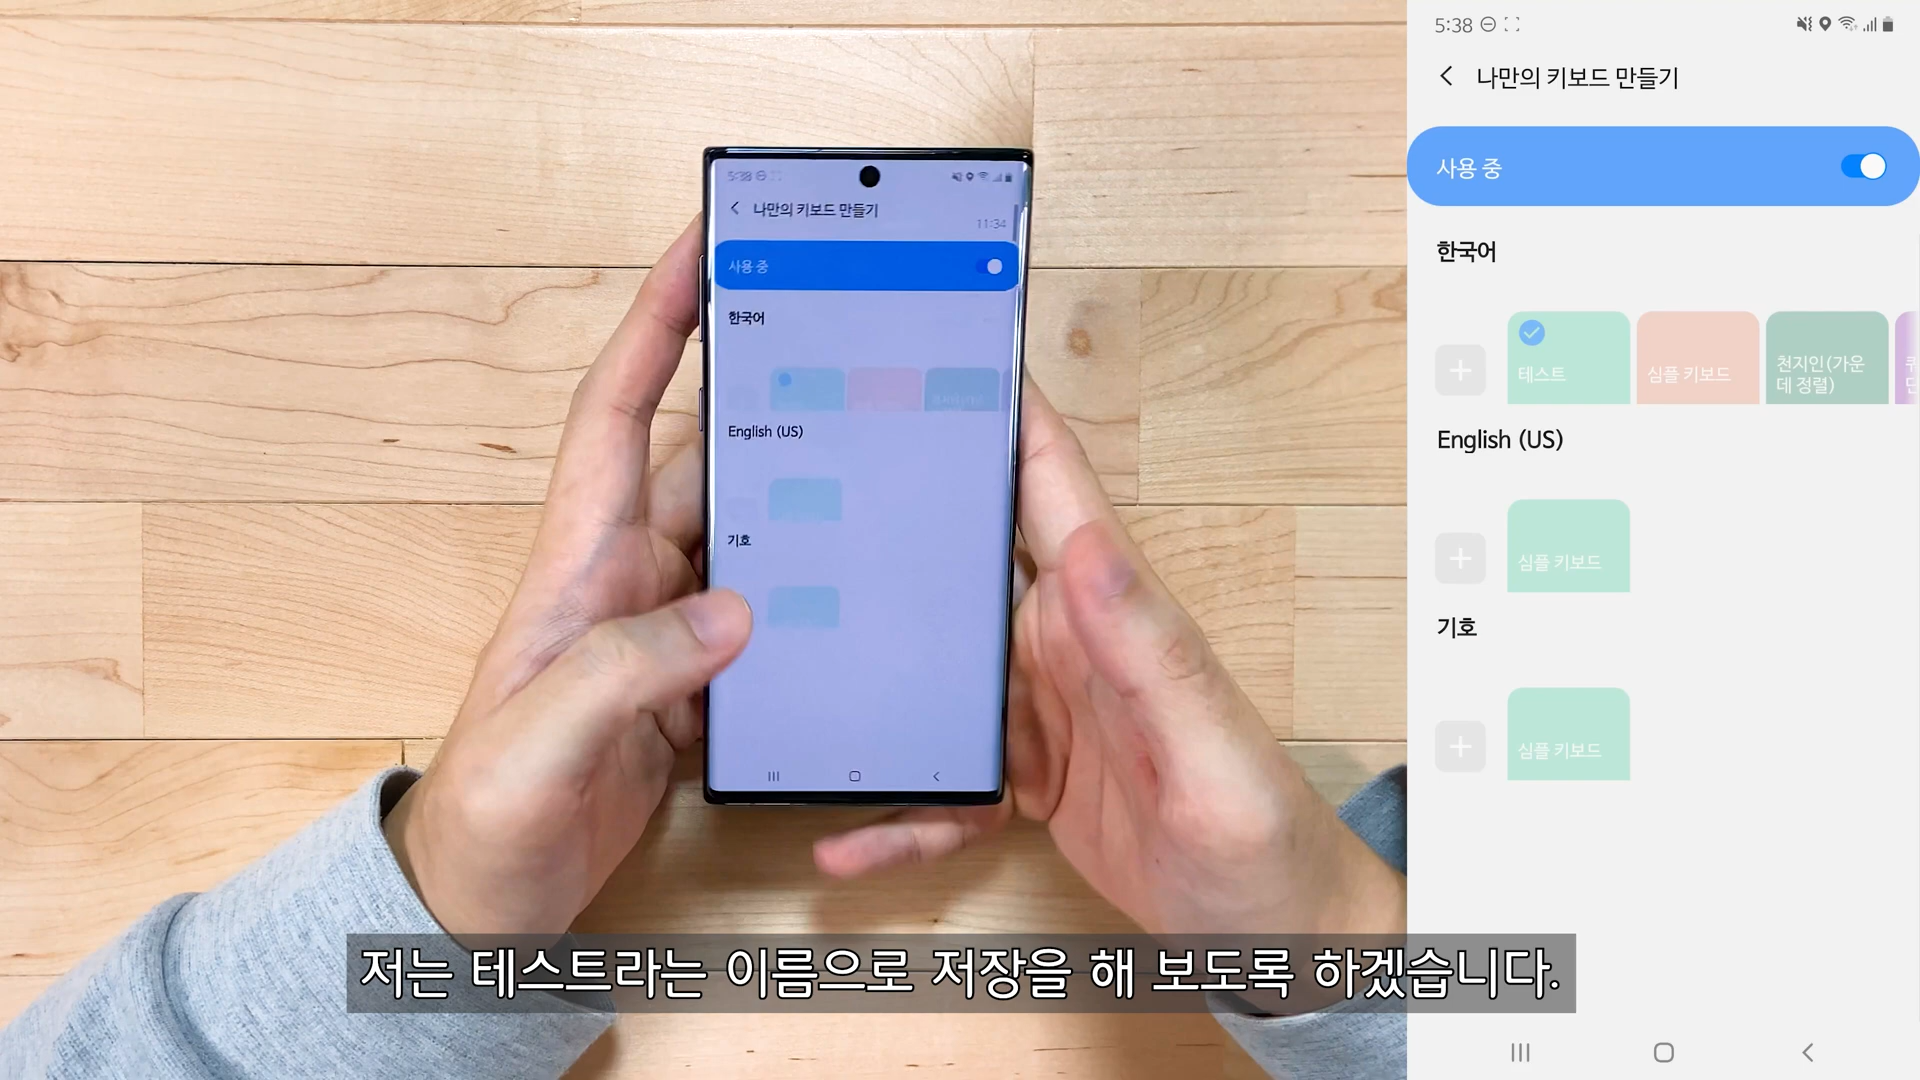 5:38
나만의 키보드 만들기
11:34
사용 중
한국어
English (US)
기호
5:38
나만의 키보드 만들기
사용 중
한국어
테스트
심플 키보드
천지인(가운
데 정렬)
English (US)
심플 키보드
기호
심플 키보드
저는 테스트라는 이름으로 저장을 해 보도록 하겠습니다.